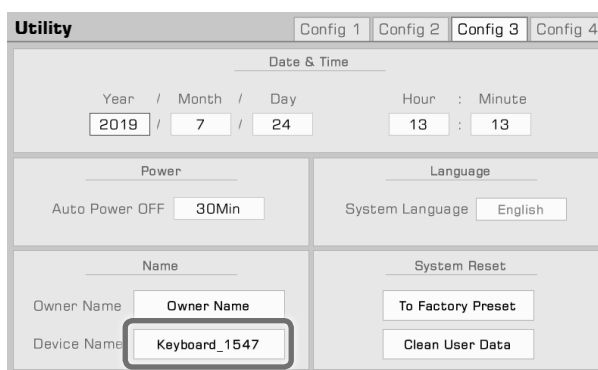 Utility Config 1 Config 2 Config 3 Config 4
Date & Time
Year / Month / Day Hour : Minute
2019 / 7 / 24 13 : 13
Power Language
Auto Power OFF 30Min System Language English
Name System Reset
Owner Name Owner Name To Factory Preset
Device Name Keyboard_1547 Clean User Data